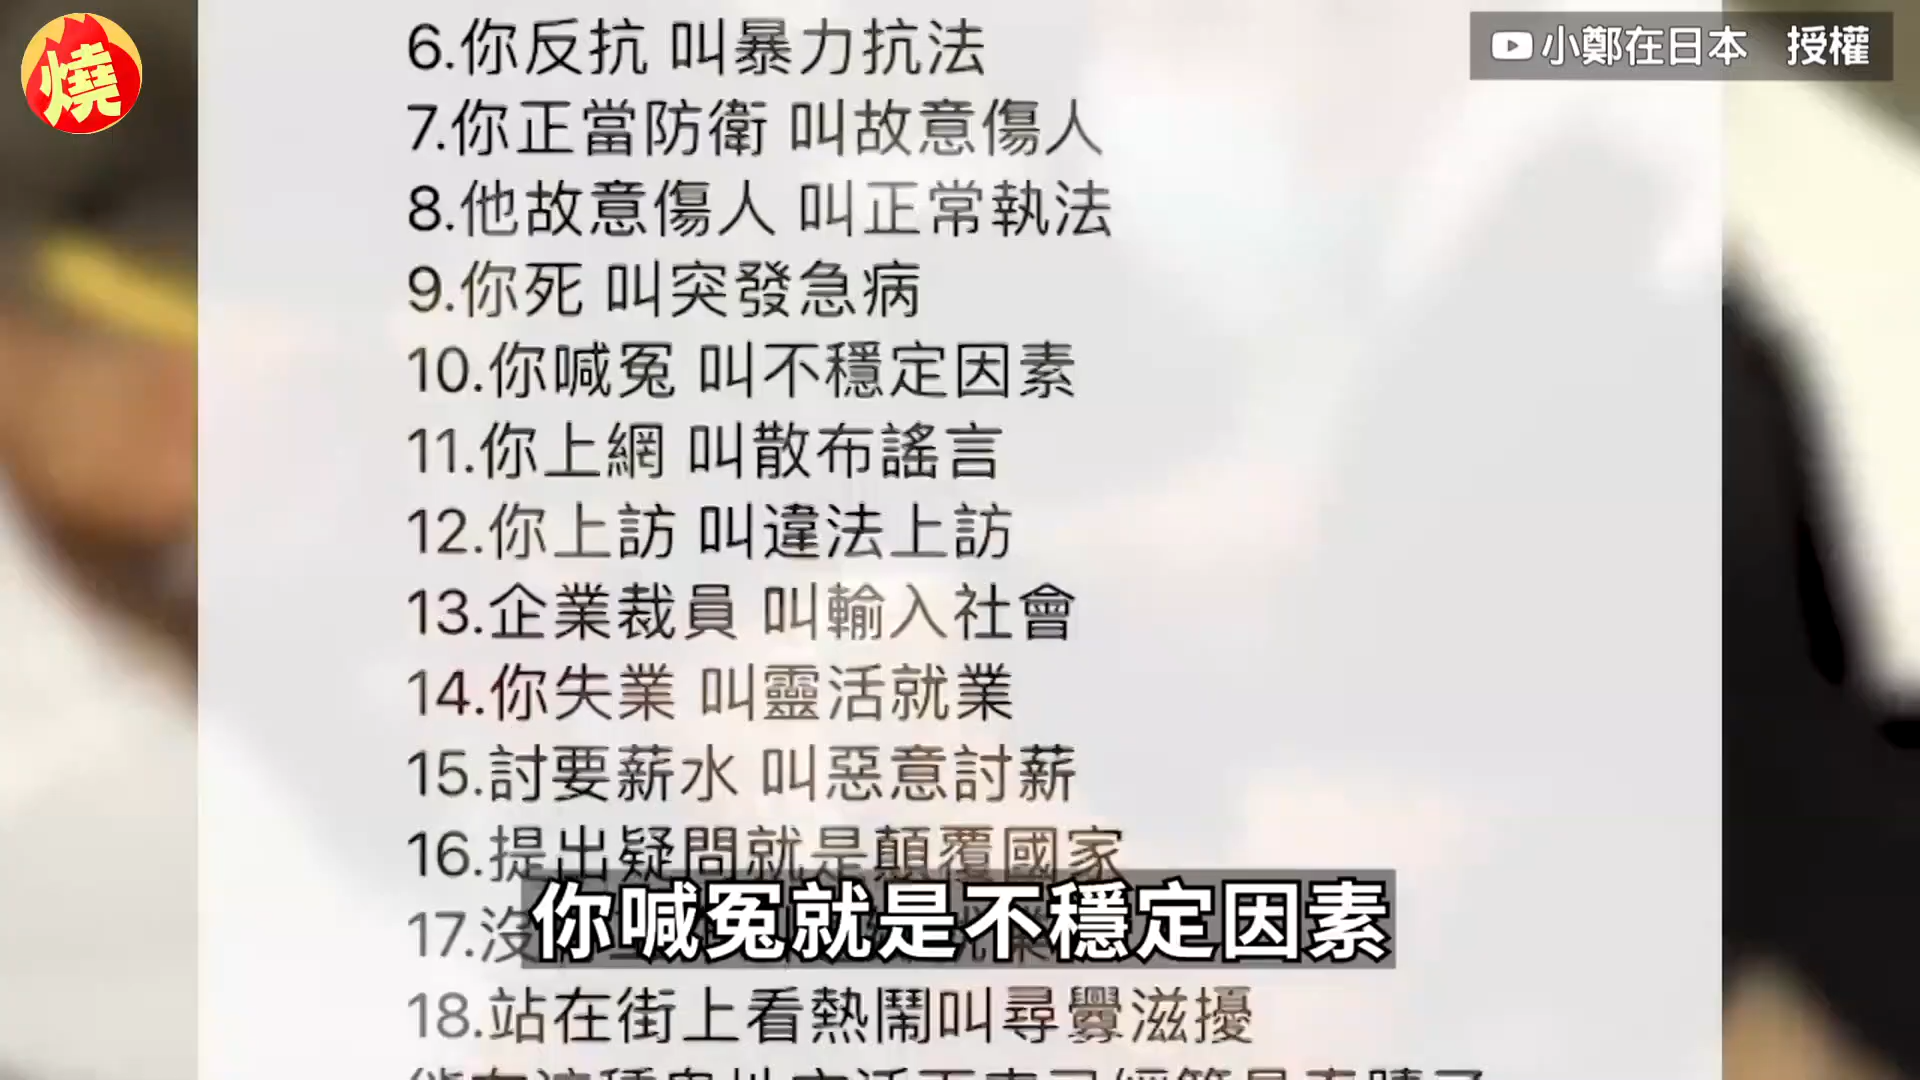 燒
小鄭在日本 授權
6.你反抗 叫暴力抗法
7.你正當防衛 叫故意傷人
8.他故意傷人 叫正常執法
9.你死 叫突發急病
10.你喊冤 叫不穩定因素
11.你上網 叫散布謠言
12.你上訪 叫違法上訪
13.企業裁員 叫輸入社會
14.你失業 叫靈活就業
15.討要薪水 叫惡意討薪
16.提出疑問就是顛覆國家
17.沒
你喊冤就是不穩定因素
18.站在街上看熱鬧叫尋釁滋擾